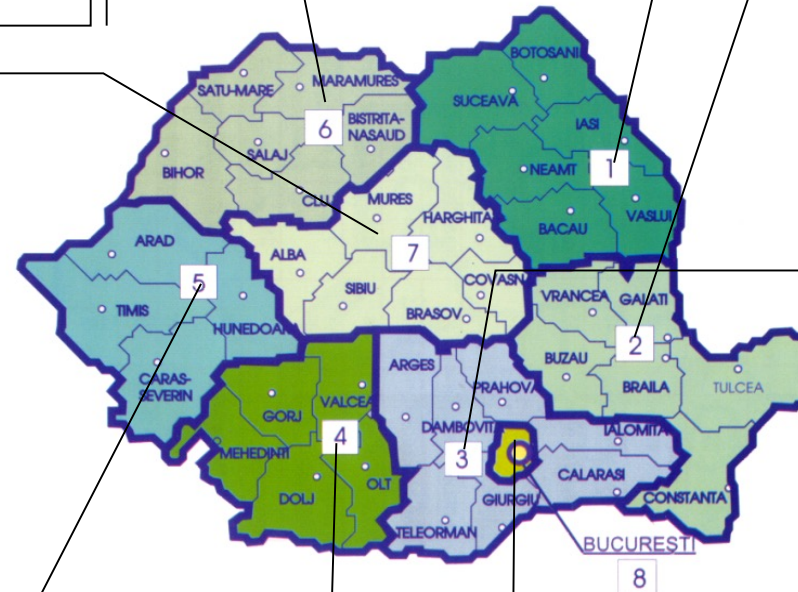 BOTOSANI
SATU-MARE
MARAMURES
SUCEAVA
6
BISTRITA-
NASAUD
IASI
SALAJ
BIHOR
NEAMT
1
CLUJ
MURES
HARGHITA
VASLUI
BACAU
ARAD
ALBA
7
5
COVASNA
SIBIU
VRANCEA
GALATI
TIMIS
HUNEDOARA
BRASOV
2
BUZAU
ARGES
CARAS-
SEVERIN
PRAHOVA
BRAILA
TULCEA
VALCEA
GORJ
DAMBOVITA
IALOMITA
4
MEHEDINTI
3
CALARASI
OLT
DOLJ
GIURGIU
CONSTANTA
TELEORMAN
BUCURESTI
8